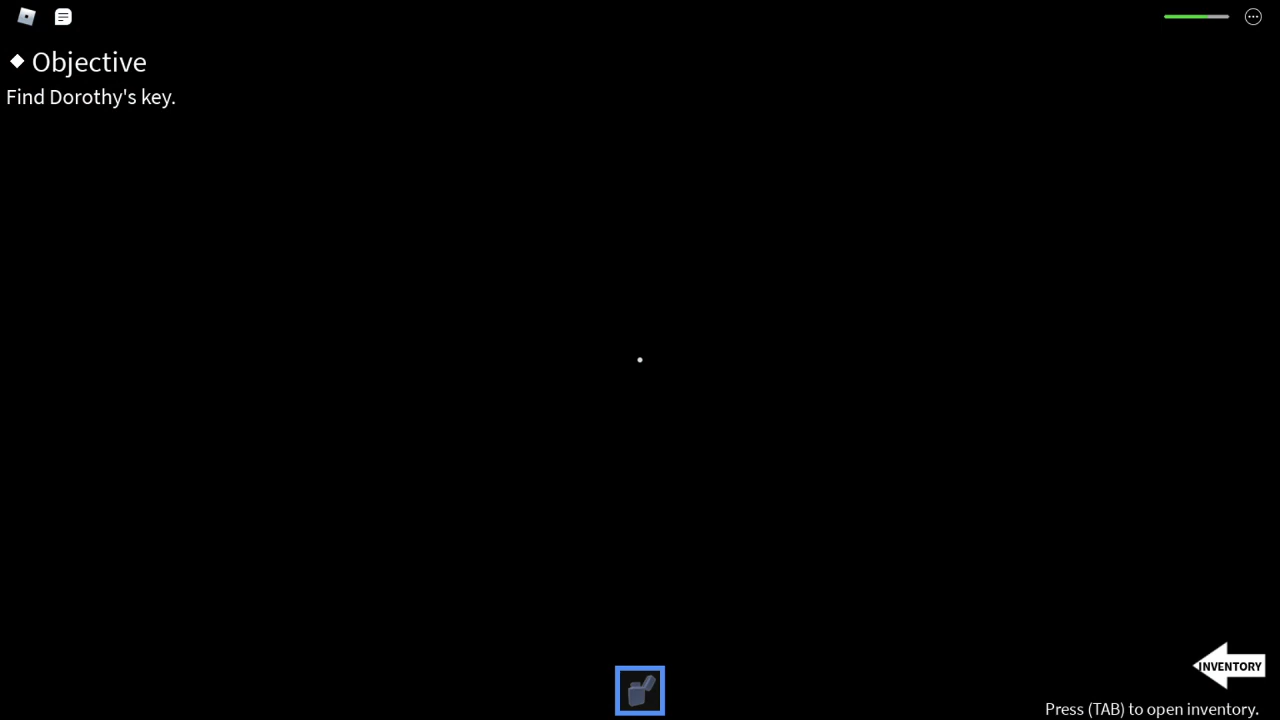 Objective
Find Dorothy's key.
INVENTORY
Press (TAB) to open inventory.